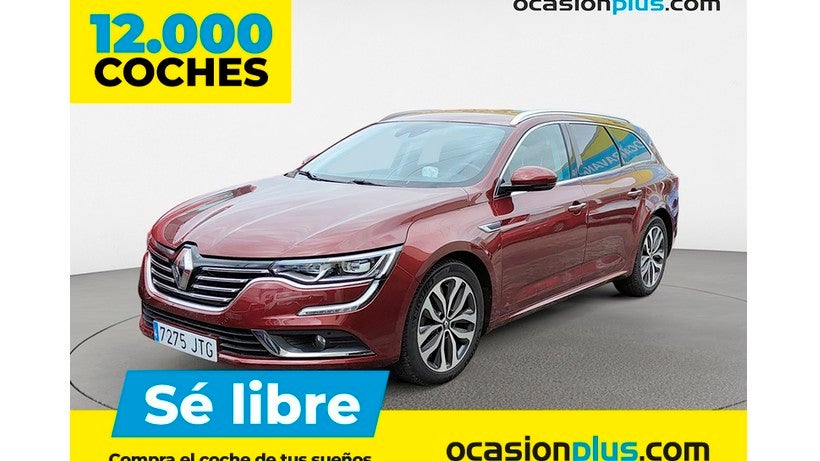 ocasionplus.com
12.000
COCHES
7275 JTG
Sé libre
Compra el coche de tus sueños
ocasionplus.com